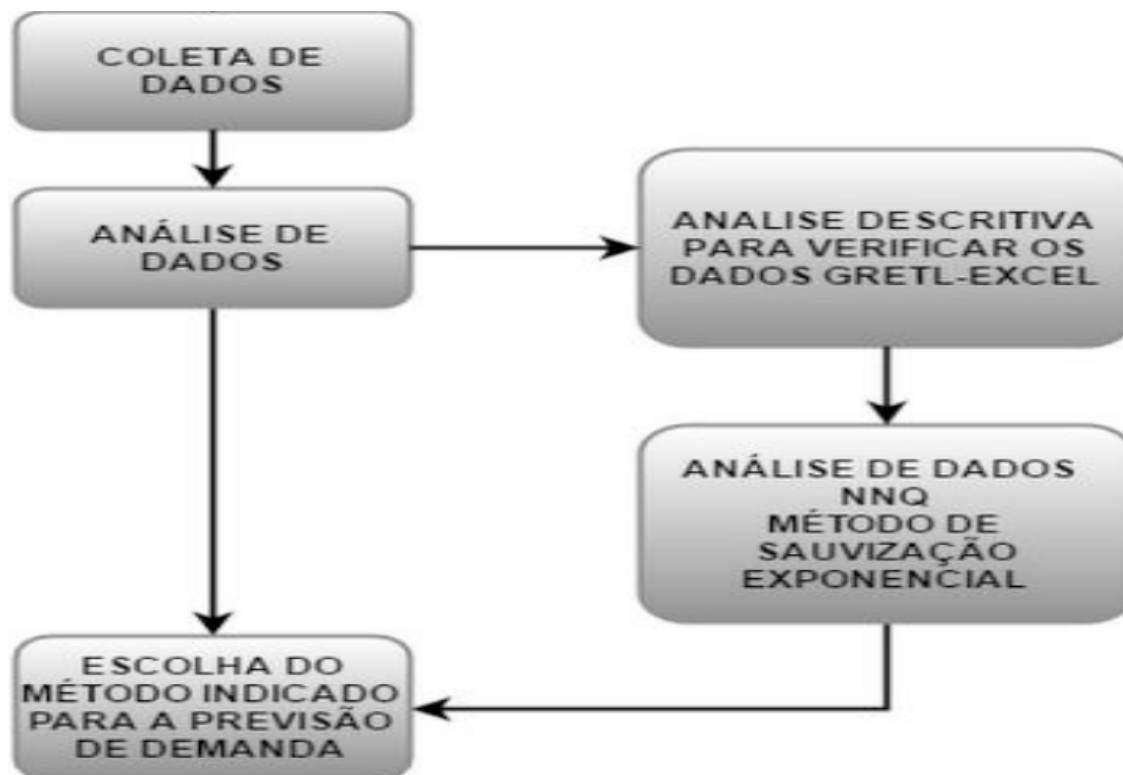 COLETA DE
DADOS
ANÁLISE DE
DADOS
ANALISE DESCRITIVA
PARA VERIFICAR OS
DADOS GRETL-EXCEL
ANÁLISE DE DADOS
NNQ
MÉTODO DE
SAUVIZAÇÃO
EXPONENCIAL
ESCOLHA DO
MÉTODO INDICADO
PARA A PREVISÃO
DE DEMANDA